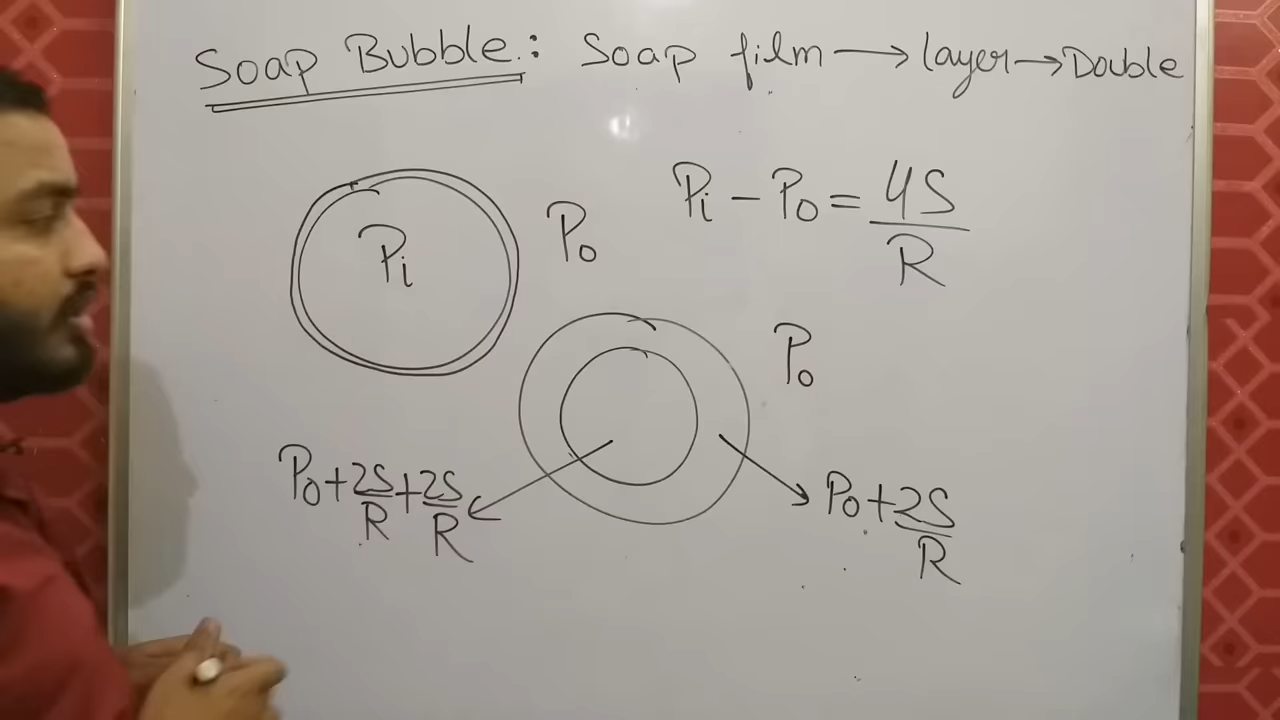 Soap Bubble: Soap film → layer → Double
Pi
Po
Pi - Po = 4S/R
Po
Po + 2S/R + 2S/R
Po + 2S/R